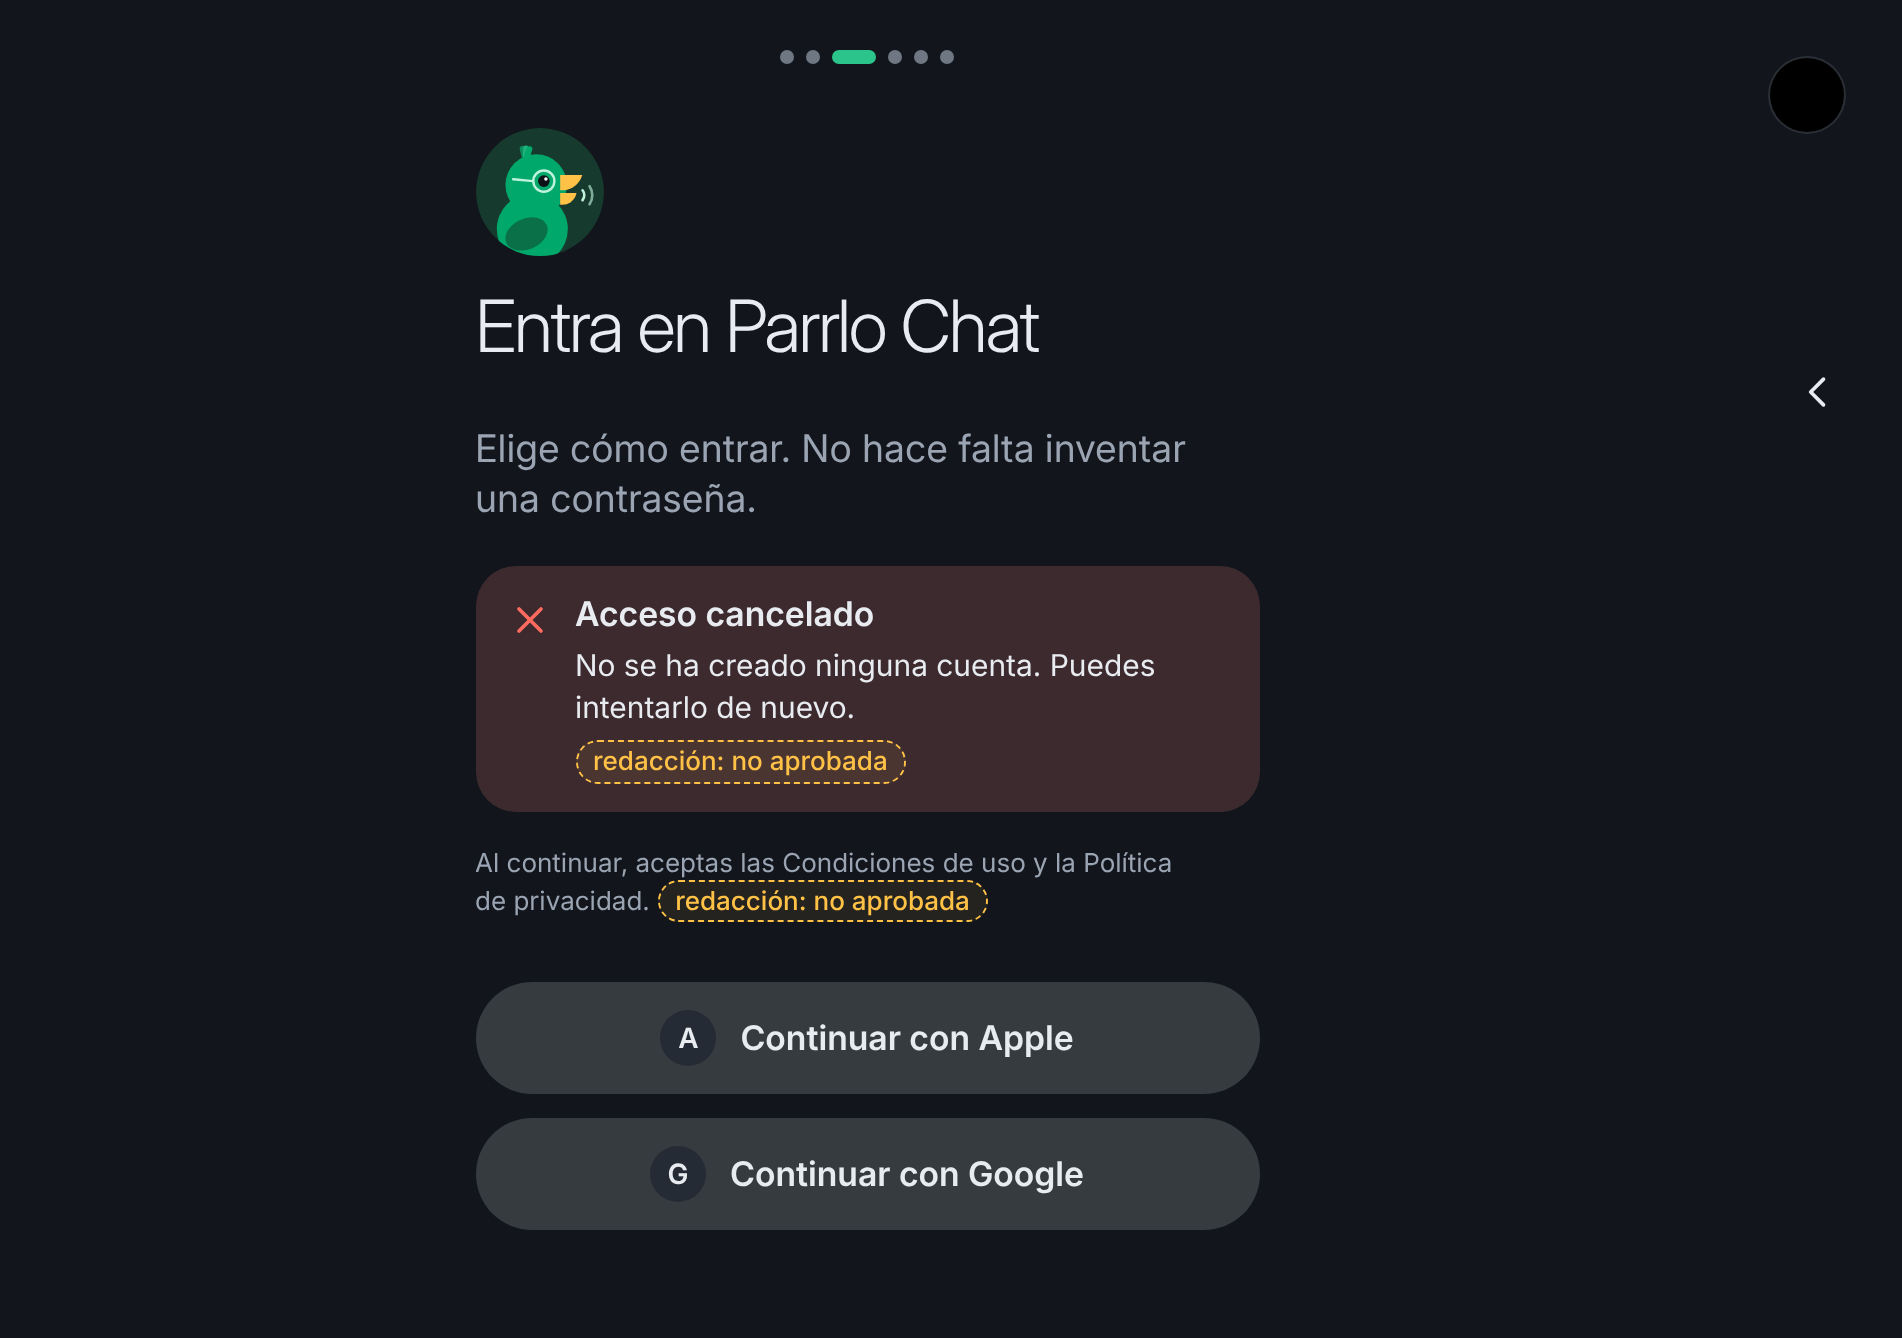 Entra en Parrlo Chat
Elige cómo entrar. No hace falta inventar
una contraseña.
Acceso cancelado
No se ha creado ninguna cuenta. Puedes
intentarlo de nuevo.
redacción: no aprobada
Al continuar, aceptas las Condiciones de uso y la Política
de privacidad. redacción: no aprobada
A Continuar con Apple
G Continuar con Google